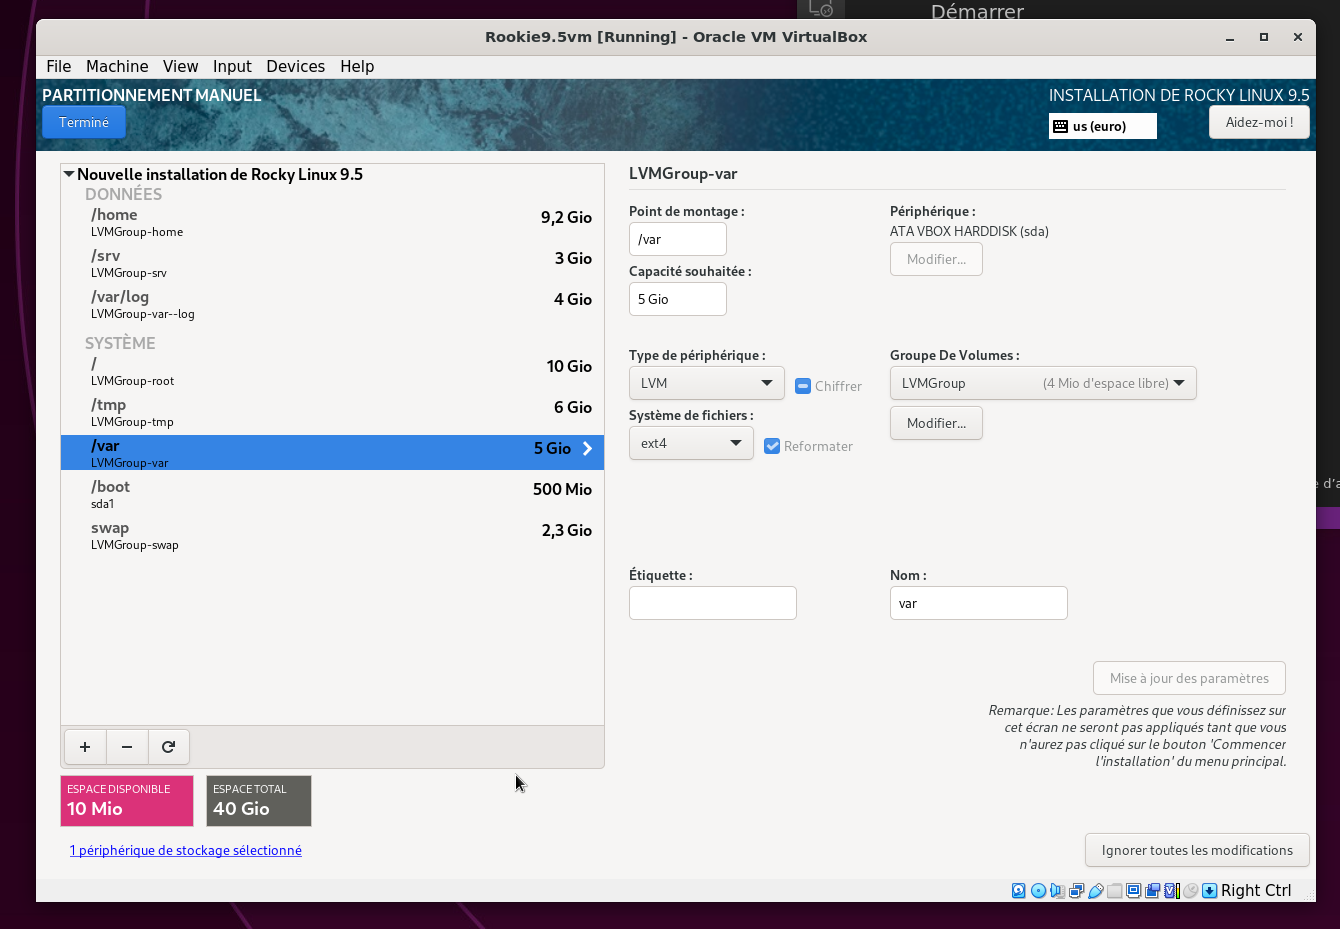 Démarrer
Rookie9.5vm [Running] - Oracle VM VirtualBox
File Machine View Input Devices Help
PARTITIONNEMENT MANUEL
INSTALLATION DE ROCKY LINUX 9.5
Terminé
us (euro)
Aidez-moi !
Nouvelle installation de Rocky Linux 9.5
DONNÉES
/home
9,2 Gio
LVMGroup-home
/srv
3 Gio
LVMGroup-srv
/var/log
4 Gio
LVMGroup-var--log
SYSTÈME
/
10 Gio
LVMGroup-root
/tmp
6 Gio
LVMGroup-tmp
/var
5 Gio
LVMGroup-var
/boot
500 Mio
sda1
swap
2,3 Gio
LVMGroup-swap
+ −
ESPACE DISPONIBLE
10 Mio
ESPACE TOTAL
40 Gio
1 périphérique de stockage sélectionné
LVMGroup-var
Point de montage :
/var
Périphérique :
ATA VBOX HARDDISK (sda)
Modifier...
Capacité souhaitée :
5 Gio
Type de périphérique :
LVM
Chiffrer
Groupe De Volumes :
LVMGroup (4 Mio d'espace libre)
Modifier...
Système de fichiers :
ext4
Reformater
Étiquette :
Nom :
var
Mise à jour des paramètres
Remarque : Les paramètres que vous définissez sur
cet écran ne seront pas appliqués tant que vous
n'aurez pas cliqué sur le bouton 'Commencer
l'installation' du menu principal.
Ignorer toutes les modifications
Right Ctrl